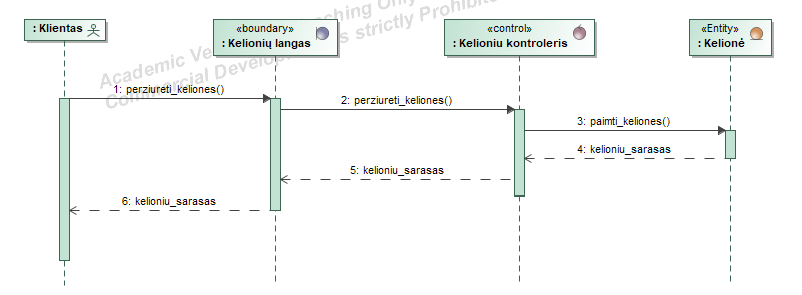 : Klientas
«boundary»
: Kelionių langas
«control»
: Kelioniu kontroleris
«Entity»
: Kelionė
1: perziureti_keliones()
2: perziureti_keliones()
3: paimti_keliones()
4: kelioniu_sarasas
5: kelioniu_sarasas
6: kelioniu_sarasas
Academic Ve ching Only
Commercial Develop s strictly Prohibite